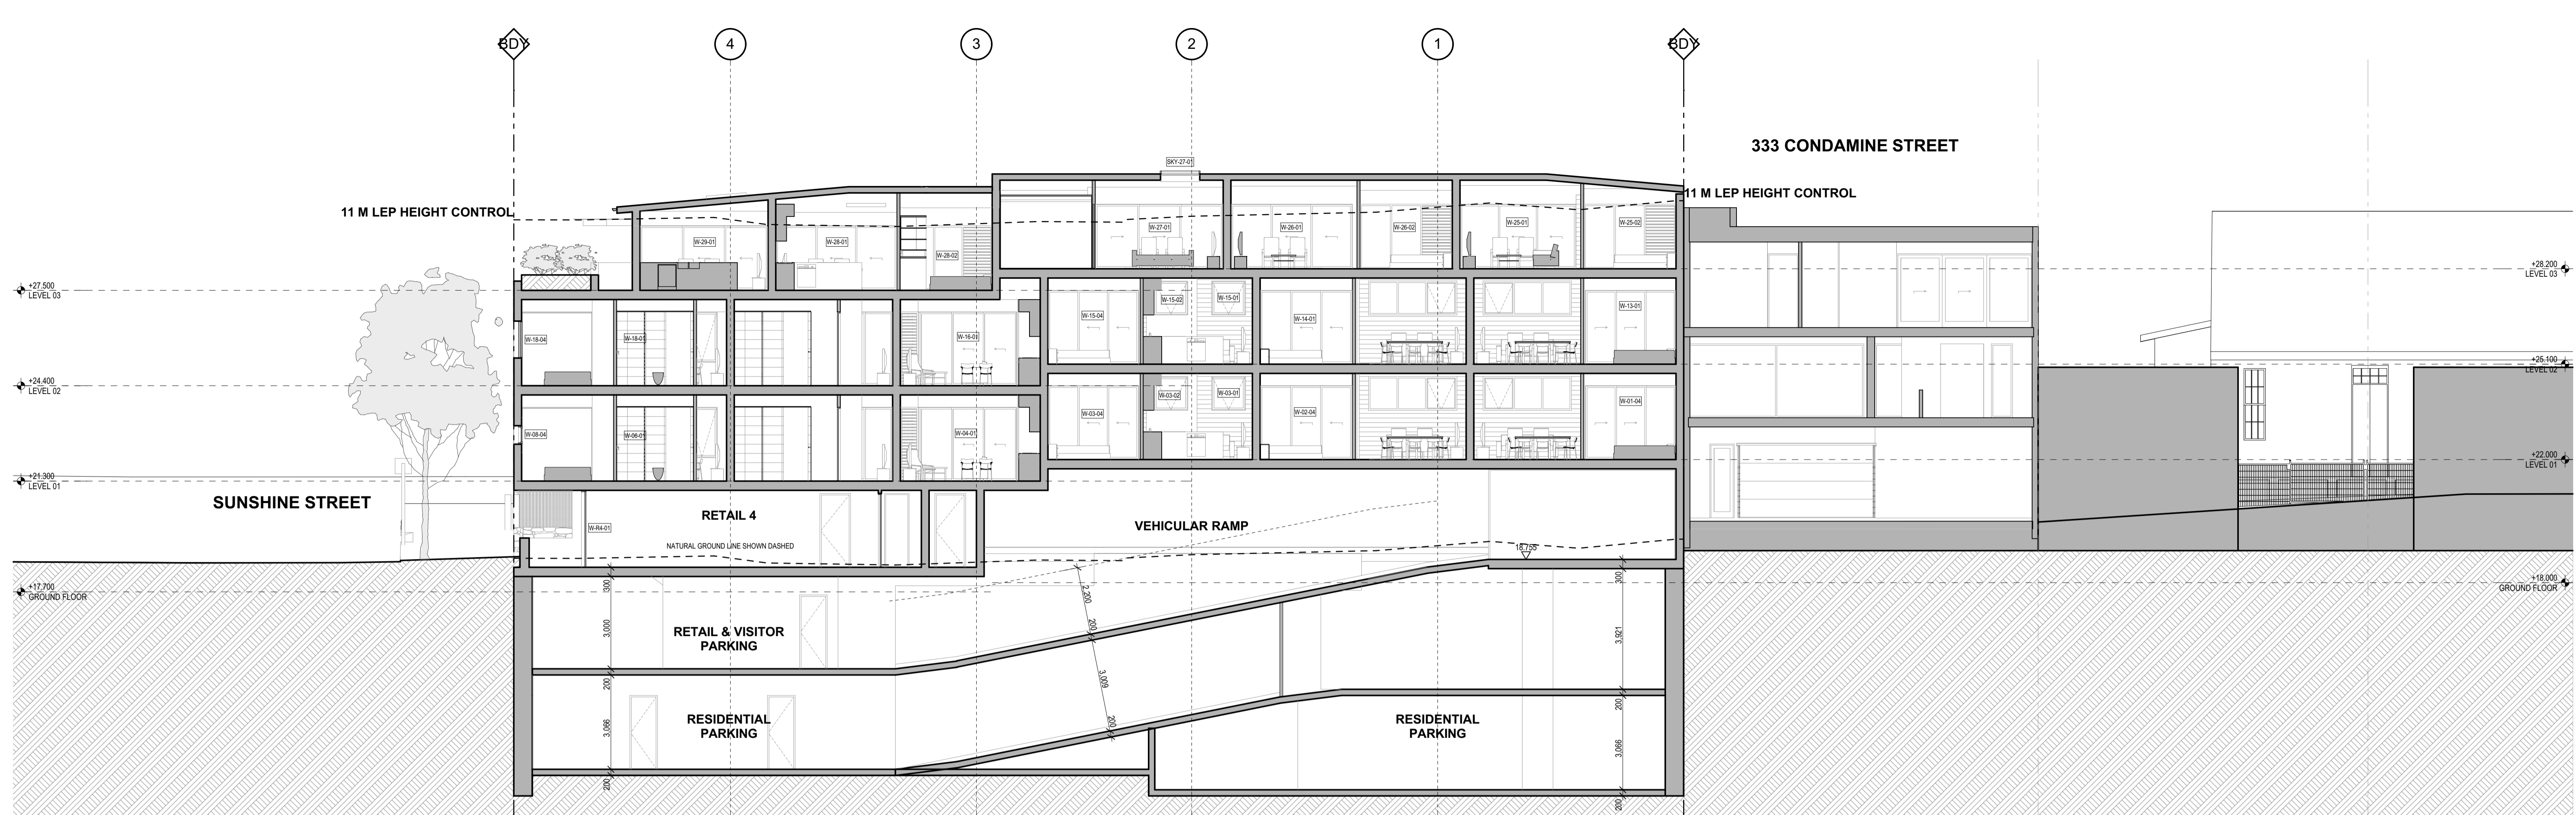 BDY
4
3
2
1
BDY
333 CONDAMINE STREET
SKY-27-01
11 M LEP HEIGHT CONTROL
11 M LEP HEIGHT CONTROL
W-29-01
W-28-01
W-28-02
W-27-01
W-26-01
W-26-02
W-25-01
W-25-02
+27.500
LEVEL 03
+28.200
LEVEL 03
W-18-04
W-18-01
W-16-01
W-15-04
W-15-02
W-15-01
W-14-01
W-13-01
+24.400
LEVEL 02
+25.100
LEVEL 02
W-08-04
W-06-01
W-04-01
W-03-04
W-03-02
W-03-01
W-02-04
W-01-04
+21.300
LEVEL 01
+22.000
LEVEL 01
SUNSHINE STREET
RETAIL 4
W-R4-01
VEHICULAR RAMP
NATURAL GROUND LINE SHOWN DASHED
18.755
+17.700
GROUND FLOOR
+18.000
GROUND FLOOR
300
2,200
300
3,000
RETAIL & VISITOR
PARKING
200
3,921
200
3,009
200
3,066
RESIDENTIAL
PARKING
200
RESIDENTIAL
PARKING
200
3,066
200
200